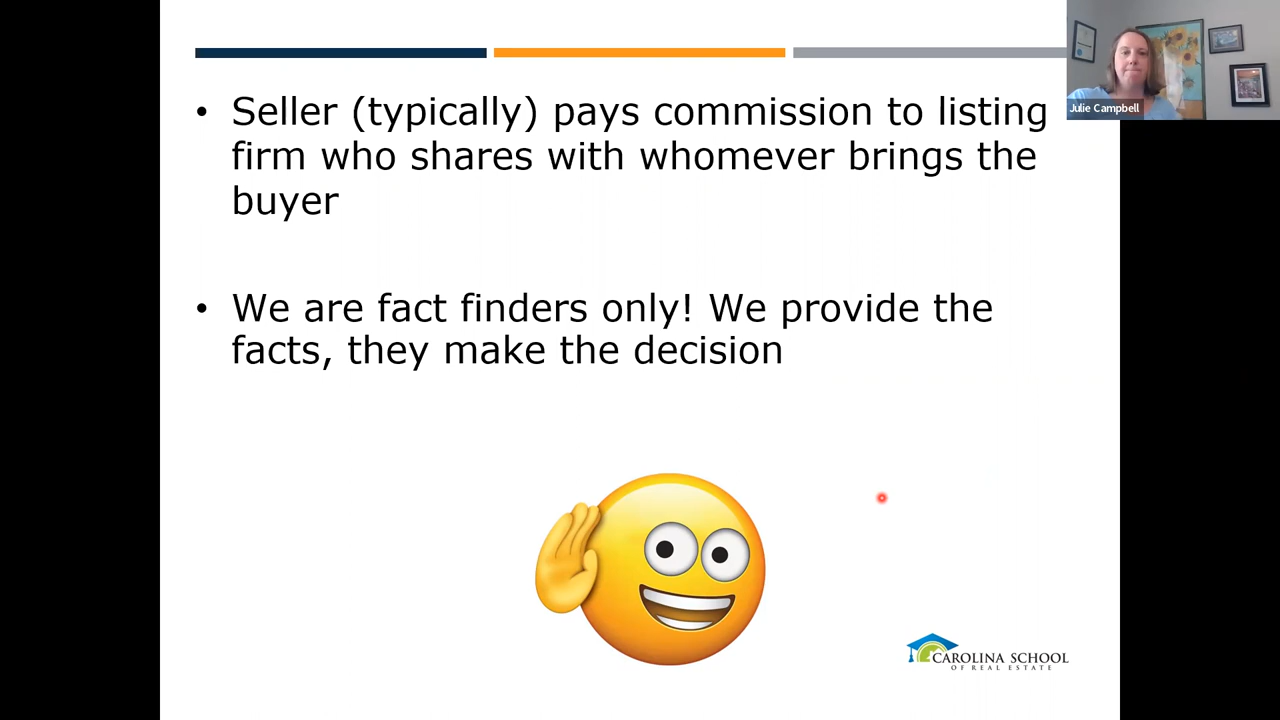 • Seller (typically) pays commission to listing
firm who shares with whomever brings the
buyer
• We are fact finders only! We provide the
facts, they make the decision
Julie Campbell
CAROLINA SCHOOL
OF REAL ESTATE